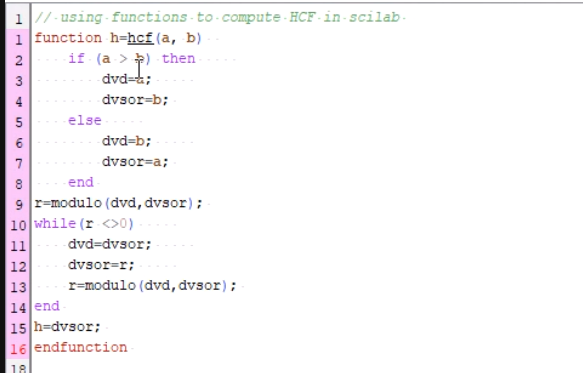 1 // using functions to compute HCF in scilab
1 function h=hcf(a, b)
2 if (a > b) then
3 dvd=a;
4 dvsor=b;
5 else
6 dvd=b;
7 dvsor=a;
8 end
9 r=modulo(dvd,dvsor);
10 while(r <>0)
11 dvd=dvsor;
12 dvsor=r;
13 r=modulo(dvd,dvsor);
14 end
15 h=dvsor;
16 endfunction
18